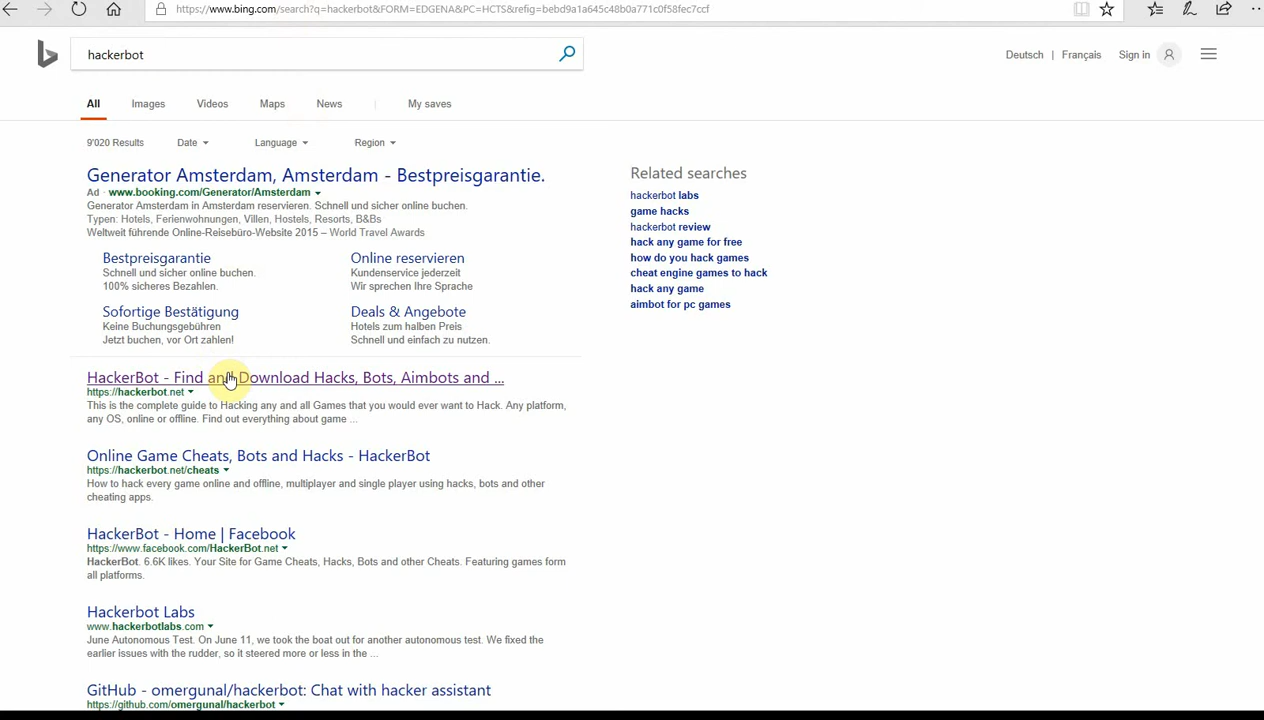 https://www.bing.com/search?q=hackerbot&FORM=EDGENA&PC=HCTS&refig=bebd9a1a645c48b0a771c0f58fec7ccf
hackerbot
Deutsch | Français Sign in
All Images Videos Maps News My saves
9'020 Results Date Language Region
Generator Amsterdam, Amsterdam - Bestpreisgarantie.
Ad · www.booking.com/Generator/Amsterdam
Generator Amsterdam in Amsterdam reservieren. Schnell und sicher online buchen.
Typen: Hotels, Ferienwohnungen, Villen, Hostels, Resorts, B&Bs
Weltweit führende Online-Reisebüro-Website 2015 – World Travel Awards
Bestpreisgarantie
Schnell und sicher online buchen.
100% sicheres Bezahlen.
Online reservieren
Kundenservice jederzeit
Wir sprechen Ihre Sprache
Sofortige Bestätigung
Keine Buchungsgebühren
Jetzt buchen, vor Ort zahlen!
Deals & Angebote
Hotels zum halben Preis
Schnell und einfach zu nutzen.
HackerBot - Find and Download Hacks, Bots, Aimbots and ...
https://hackerbot.net
This is the complete guide to Hacking any and all Games that you would ever want to Hack. Any platform,
any OS, online or offline. Find out everything about game ...
Online Game Cheats, Bots and Hacks - HackerBot
https://hackerbot.net/cheats
How to hack every game online and offline, multiplayer and single player using hacks, bots and other
cheating apps.
HackerBot - Home | Facebook
https://www.facebook.com/HackerBot.net
HackerBot. 6.6K likes. Your Site for Game Cheats, Hacks, Bots and other Cheats. Featuring games form
all platforms.
Hackerbot Labs
www.hackerbotlabs.com
June Autonomous Test. On June 11, we took the boat out for another autonomous test. We fixed the
earlier issues with the rudder, so it steered more or less in the ...
GitHub - omergunal/hackerbot: Chat with hacker assistant
https://github.com/omergunal/hackerbot
Related searches
hackerbot labs
game hacks
hackerbot review
hack any game for free
how do you hack games
cheat engine games to hack
hack any game
aimbot for pc games